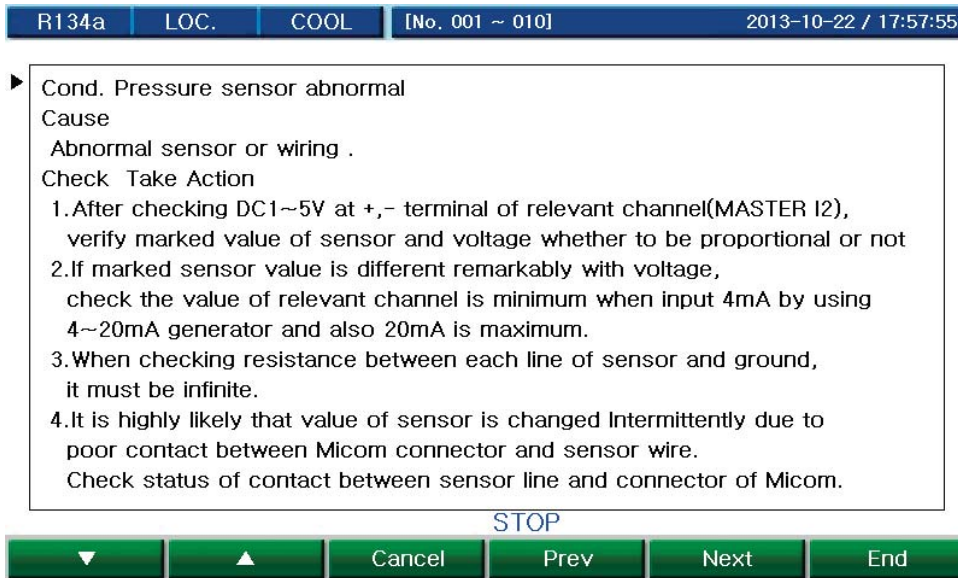 R134a LOC. COOL [No. 001 ~ 010] 2013-10-22 / 17:57:55
Cond. Pressure sensor abnormal
Cause
Abnormal sensor or wiring .
Check Take Action
1.After checking DC1~5V at +,- terminal of relevant channel(MASTER I2),
verify marked value of sensor and voltage whether to be proportional or not
2.If marked sensor value is different remarkably with voltage,
check the value of relevant channel is minimum when input 4mA by using
4~20mA generator and also 20mA is maximum.
3.When checking resistance between each line of sensor and ground,
it must be infinite.
4.It is highly likely that value of sensor is changed Intermittently due to
poor contact between Micom connector and sensor wire.
Check status of contact between sensor line and connector of Micom.
STOP
▼ ▲ Cancel Prev Next End